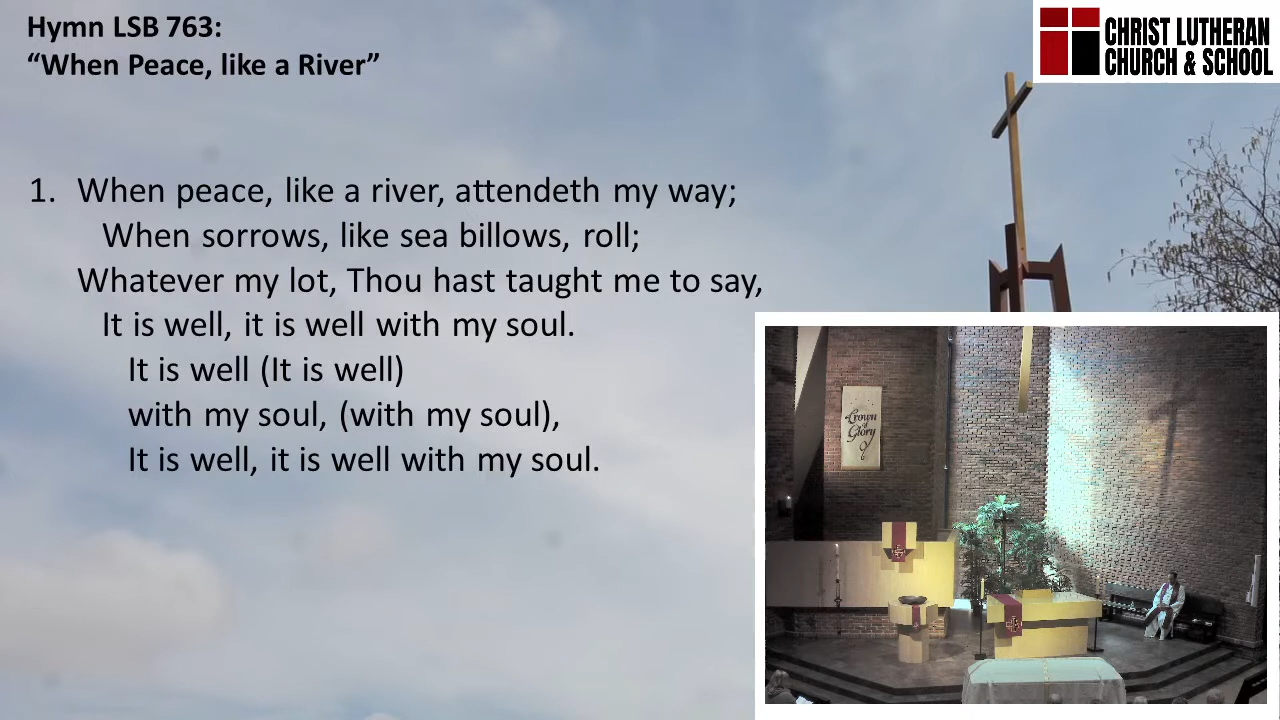 Hymn LSB 763:
“When Peace, like a River”
CHRIST LUTHERAN
CHURCH & SCHOOL
1. When peace, like a river, attendeth my way;
When sorrows, like sea billows, roll;
Whatever my lot, Thou hast taught me to say,
It is well, it is well with my soul.
It is well (It is well)
with my soul, (with my soul),
It is well, it is well with my soul.
Crown
of
Glory